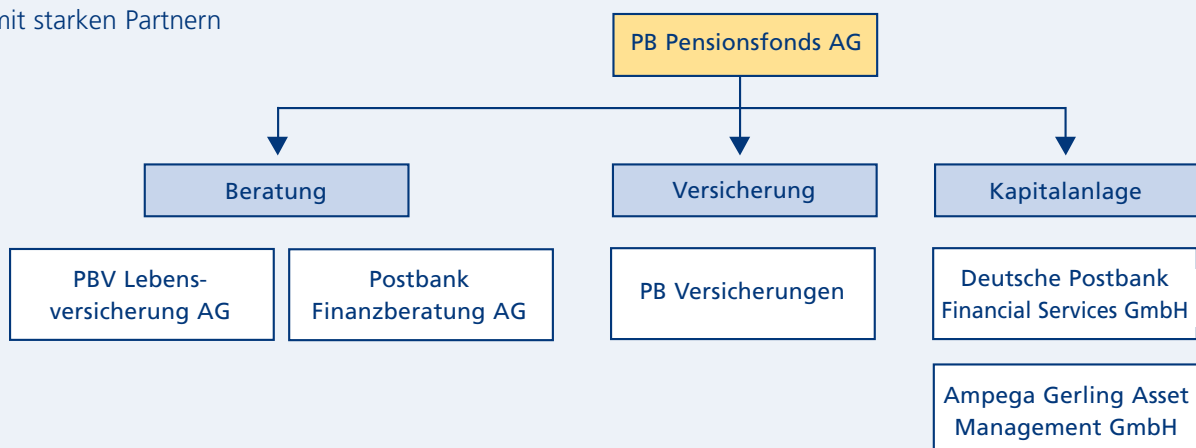 mit starken Partnern
PB Pensionsfonds AG
Beratung
Versicherung
Kapitalanlage
PBV Lebens-
versicherung AG
Postbank
Finanzberatung AG
PB Versicherungen
Deutsche Postbank
Financial Services GmbH
Ampega Gerling Asset
Management GmbH